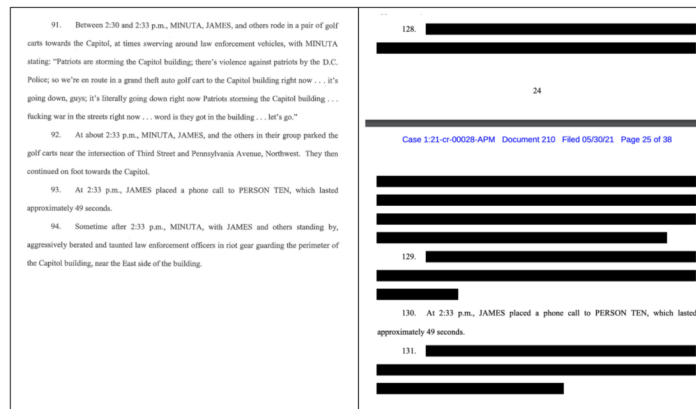 91. Between 2:30 and 2:33 p.m., MINUTA, JAMES, and others rode in a pair of golf
carts towards the Capitol, at times swerving around law enforcement vehicles, with MINUTA
stating: “Patriots are storming the Capitol building; there’s violence against patriots by the D.C.
Police; so we’re en route in a grand theft auto golf cart to the Capitol building right now . . . it’s
going down, guys; it’s literally going down right now Patriots storming the Capitol building . . .
fucking war in the streets right now . . . word is they got in the building . . . let’s go.”
92. At about 2:33 p.m., MINUTA, JAMES, and the others in their group parked the
golf carts near the intersection of Third Street and Pennsylvania Avenue, Northwest. They then
continued on foot towards the Capitol.
93. At 2:33 p.m., JAMES placed a phone call to PERSON TEN, which lasted
approximately 49 seconds.
94. Sometime after 2:33 p.m., MINUTA, with JAMES and others standing by,
aggressively berated and taunted law enforcement officers in riot gear guarding the perimeter of
the Capitol building, near the East side of the building.
128.
24
Case 1:21-cr-00028-APM Document 210 Filed 05/30/21 Page 25 of 38
129.
130. At 2:33 p.m., JAMES placed a phone call to PERSON TEN, which lasted
approximately 49 seconds.
131.